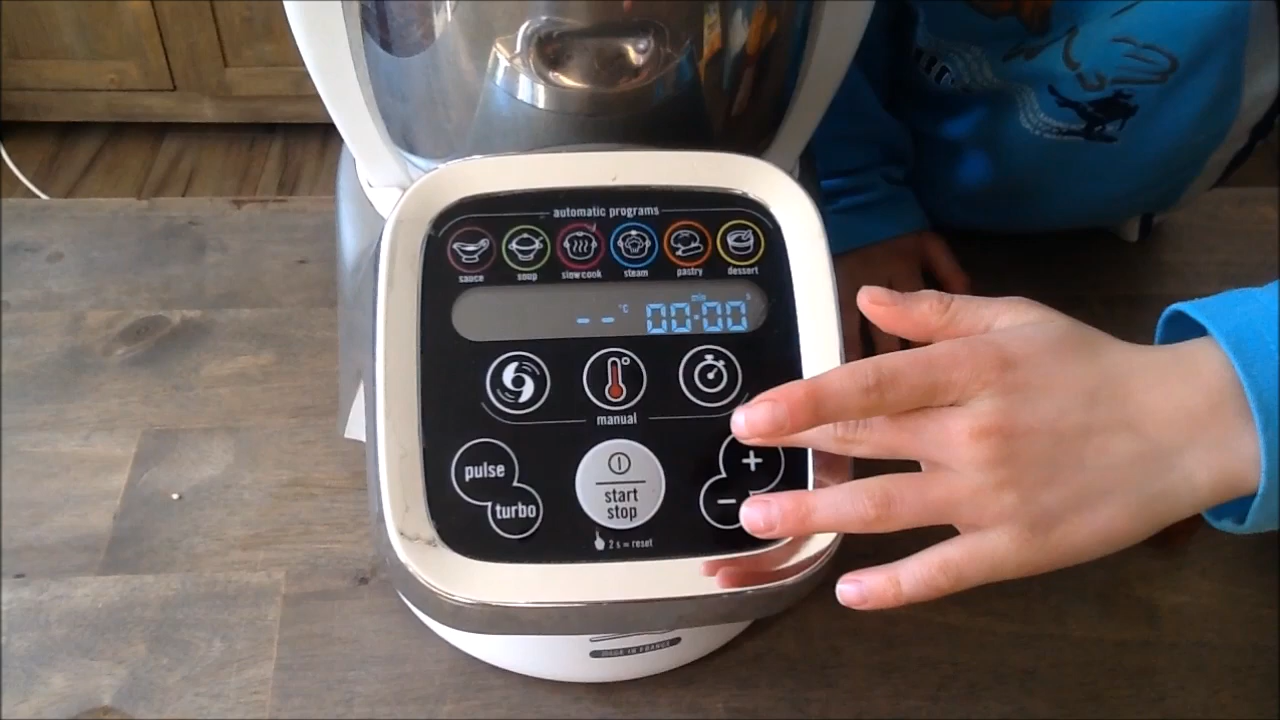 automatic programs
sauce soup slow cook steam pastry dessert
-- °C 00:00 min s
manual
pulse
turbo
start
stop
+
-
2 s = reset
MADE IN FRANCE